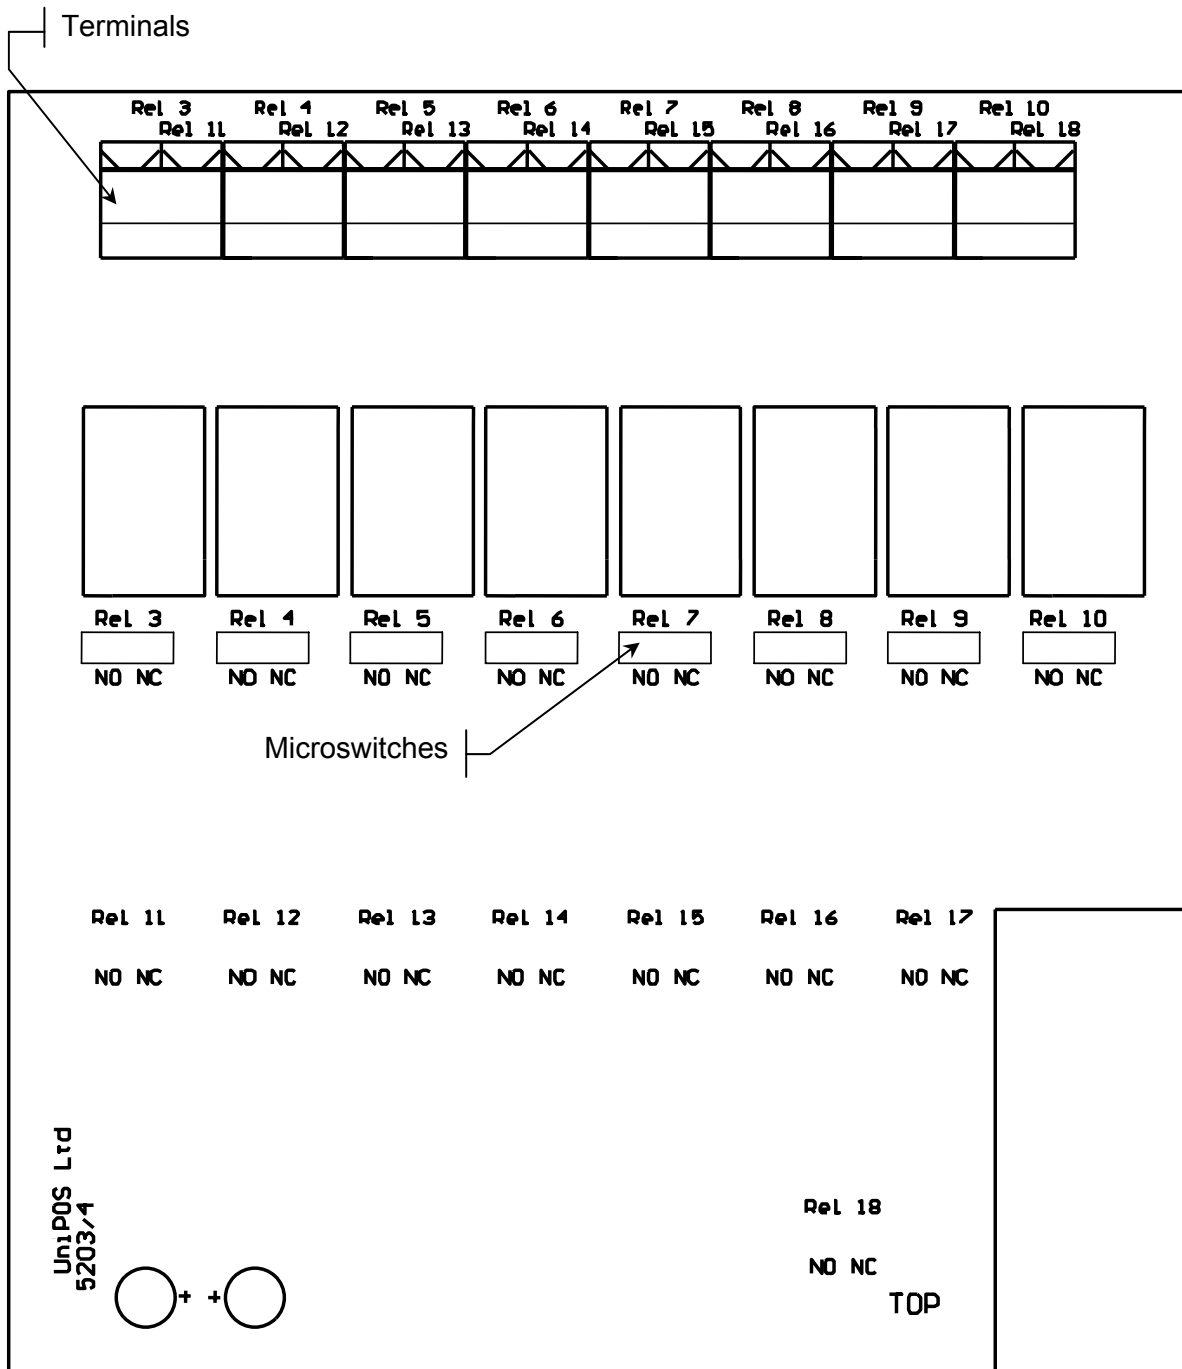 Terminals
Rel 3 Rel 4 Rel 5 Rel 6 Rel 7 Rel 8 Rel 9 Rel 10
Rel 11 Rel 12 Rel 13 Rel 14 Rel 15 Rel 16 Rel 17 Rel 18
Rel 3 Rel 4 Rel 5 Rel 6 Rel 7 Rel 8 Rel 9 Rel 10
NO NC NO NC NO NC NO NC NO NC NO NC NO NC NO NC
Microswitches
Rel 11 Rel 12 Rel 13 Rel 14 Rel 15 Rel 16 Rel 17
NO NC NO NC NO NC NO NC NO NC NO NC NO NC
UniPOS Ltd
5203/4
Rel 18
NO NC
+ +
TOP